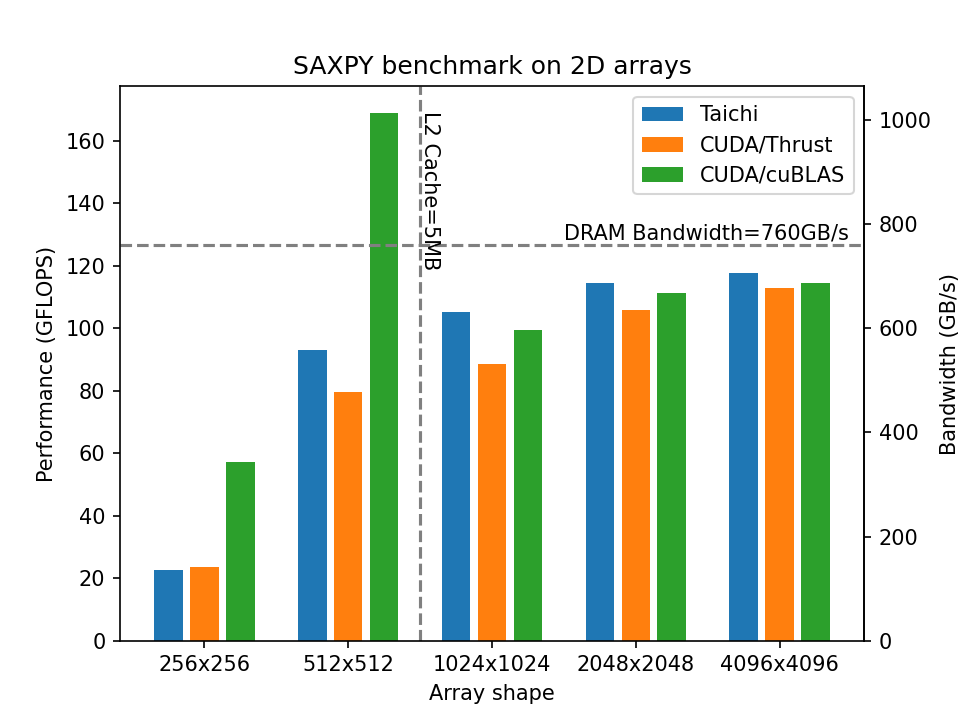 SAXPY benchmark on 2D arrays
Taichi
CUDA/Thrust
CUDA/cuBLAS
L2 Cache=5MB
DRAM Bandwidth=760GB/s
Performance (GFLOPS)
160
140
120
100
80
60
40
20
0
1000
800
600
400
200
0
Bandwidth (GB/s)
256x256 512x512 1024x1024 2048x2048 4096x4096
Array shape